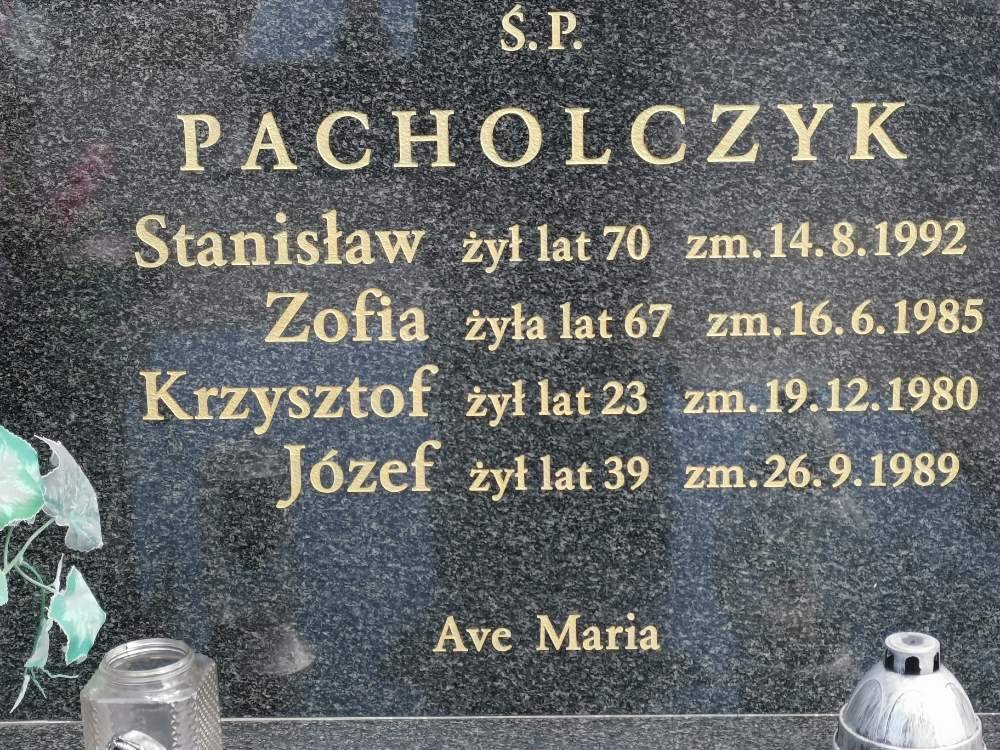 Ś. P.
PACHOLCZYK
Stanisław żył lat 70 zm. 14. 8. 1992
Zofia żyła lat 67 zm. 16. 6. 1985
Krzysztof żył lat 23 zm. 19. 12. 1980
Józef żył lat 39 zm. 26. 9. 1989
Ave Maria